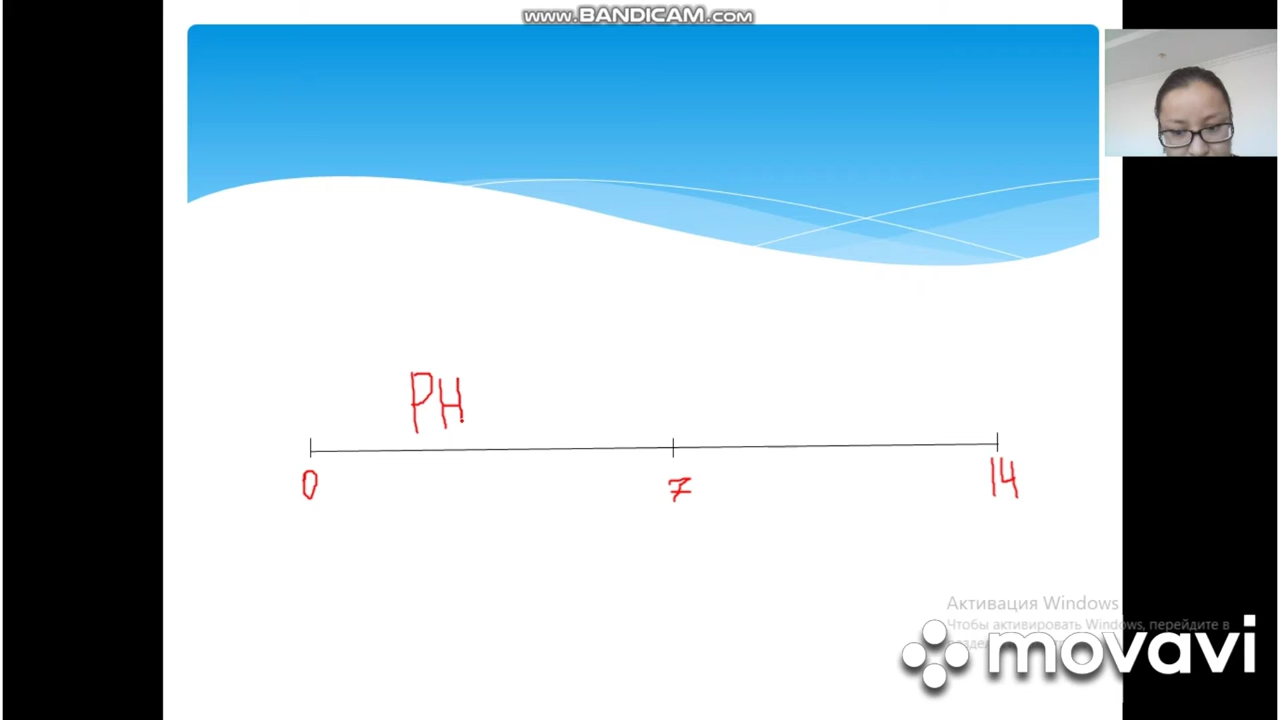 www.BANDICAM.com
PH
0 7 14
Активация Windows
Чтобы активировать Windows, перейдите в
movavi